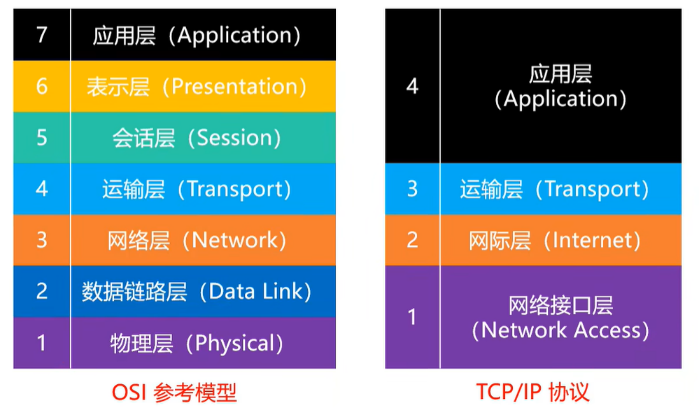 7 应用层（Application）
6 表示层（Presentation）
5 会话层（Session）
4 运输层（Transport）
3 网络层（Network）
2 数据链路层（Data Link）
1 物理层（Physical）
OSI 参考模型
4 应用层
（Application）
3 运输层（Transport）
2 网际层（Internet）
1 网络接口层
（Network Access）
TCP/IP 协议